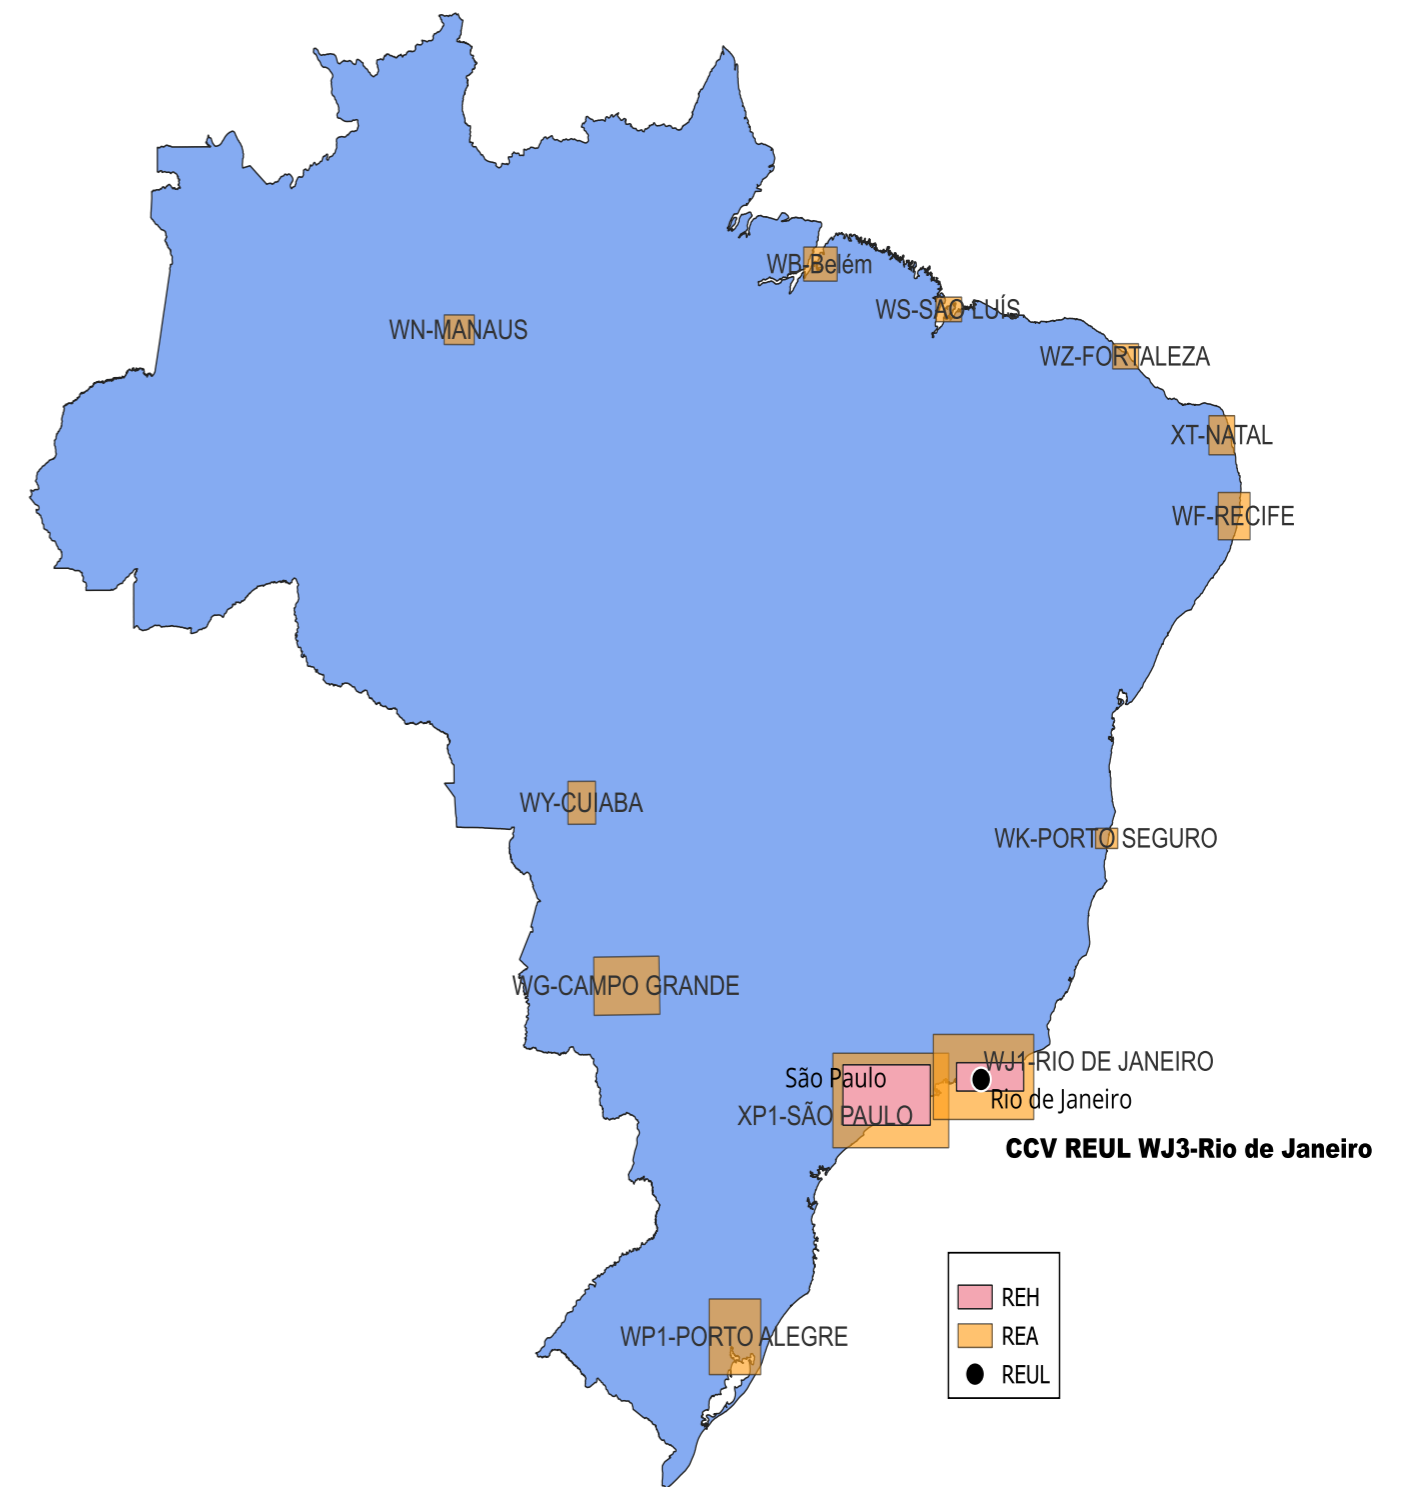 WB-Belém
WS-SÃO LUÍS
WN-MANAUS
WZ-FORTALEZA
XT-NATAL
WF-RECIFE
WY-CUIABA
WK-PORTO SEGURO
WG-CAMPO GRANDE
WJ1-RIO DE JANEIRO
São Paulo
Rio de Janeiro
XP1-SÃO PAULO
CCV REUL WJ3-Rio de Janeiro
WP1-PORTO ALEGRE
REH
REA
REUL